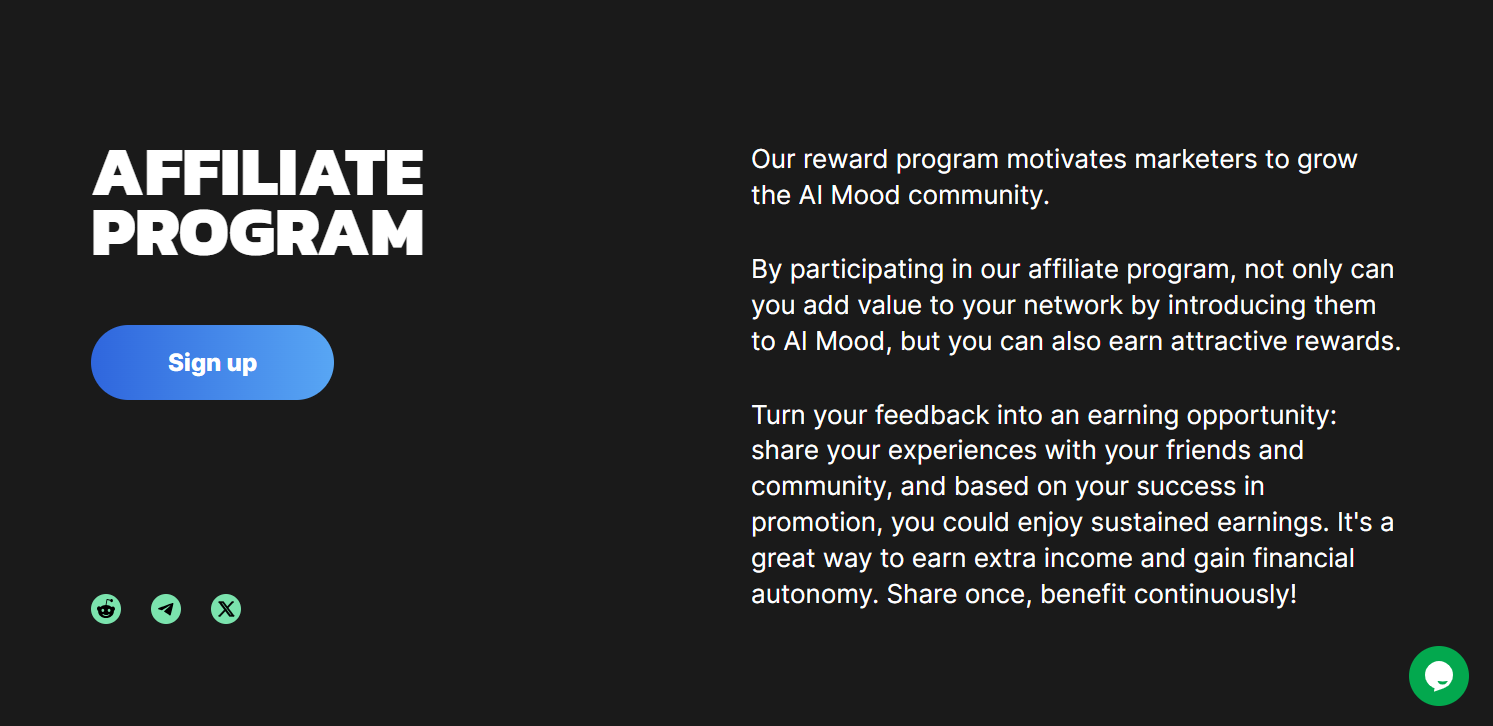 AFFILIATE
PROGRAM
Sign up
Our reward program motivates marketers to grow
the AI Mood community.
By participating in our affiliate program, not only can
you add value to your network by introducing them
to AI Mood, but you can also earn attractive rewards.
Turn your feedback into an earning opportunity:
share your experiences with your friends and
community, and based on your success in
promotion, you could enjoy sustained earnings. It's a
great way to earn extra income and gain financial
autonomy. Share once, benefit continuously!